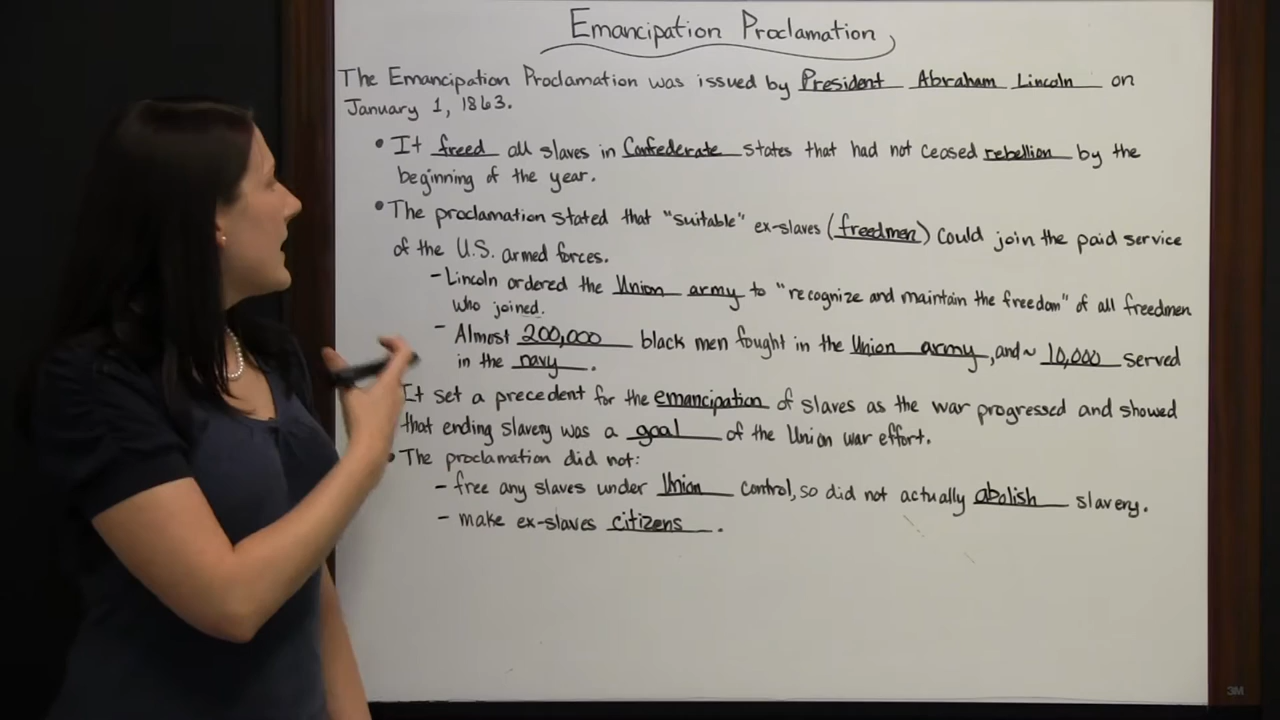 Emancipation Proclamation
The Emancipation Proclamation was issued by President Abraham Lincoln on
January 1, 1863.
• It freed all slaves in Confederate states that had not ceased rebellion by the
beginning of the year.
• The proclamation stated that "suitable" ex-slaves (freedmen) could join the paid service
of the U.S. armed forces.
- Lincoln ordered the Union army to "recognize and maintain the freedom" of all freedmen
who joined.
- Almost 200,000 black men fought in the Union army, and ~ 10,000 served
in the navy.
It set a precedent for the emancipation of slaves as the war progressed and showed
that ending slavery was a goal of the Union war effort.
• The proclamation did not:
- free any slaves under Union control, so did not actually abolish slavery.
- make ex-slaves citizens.
3M